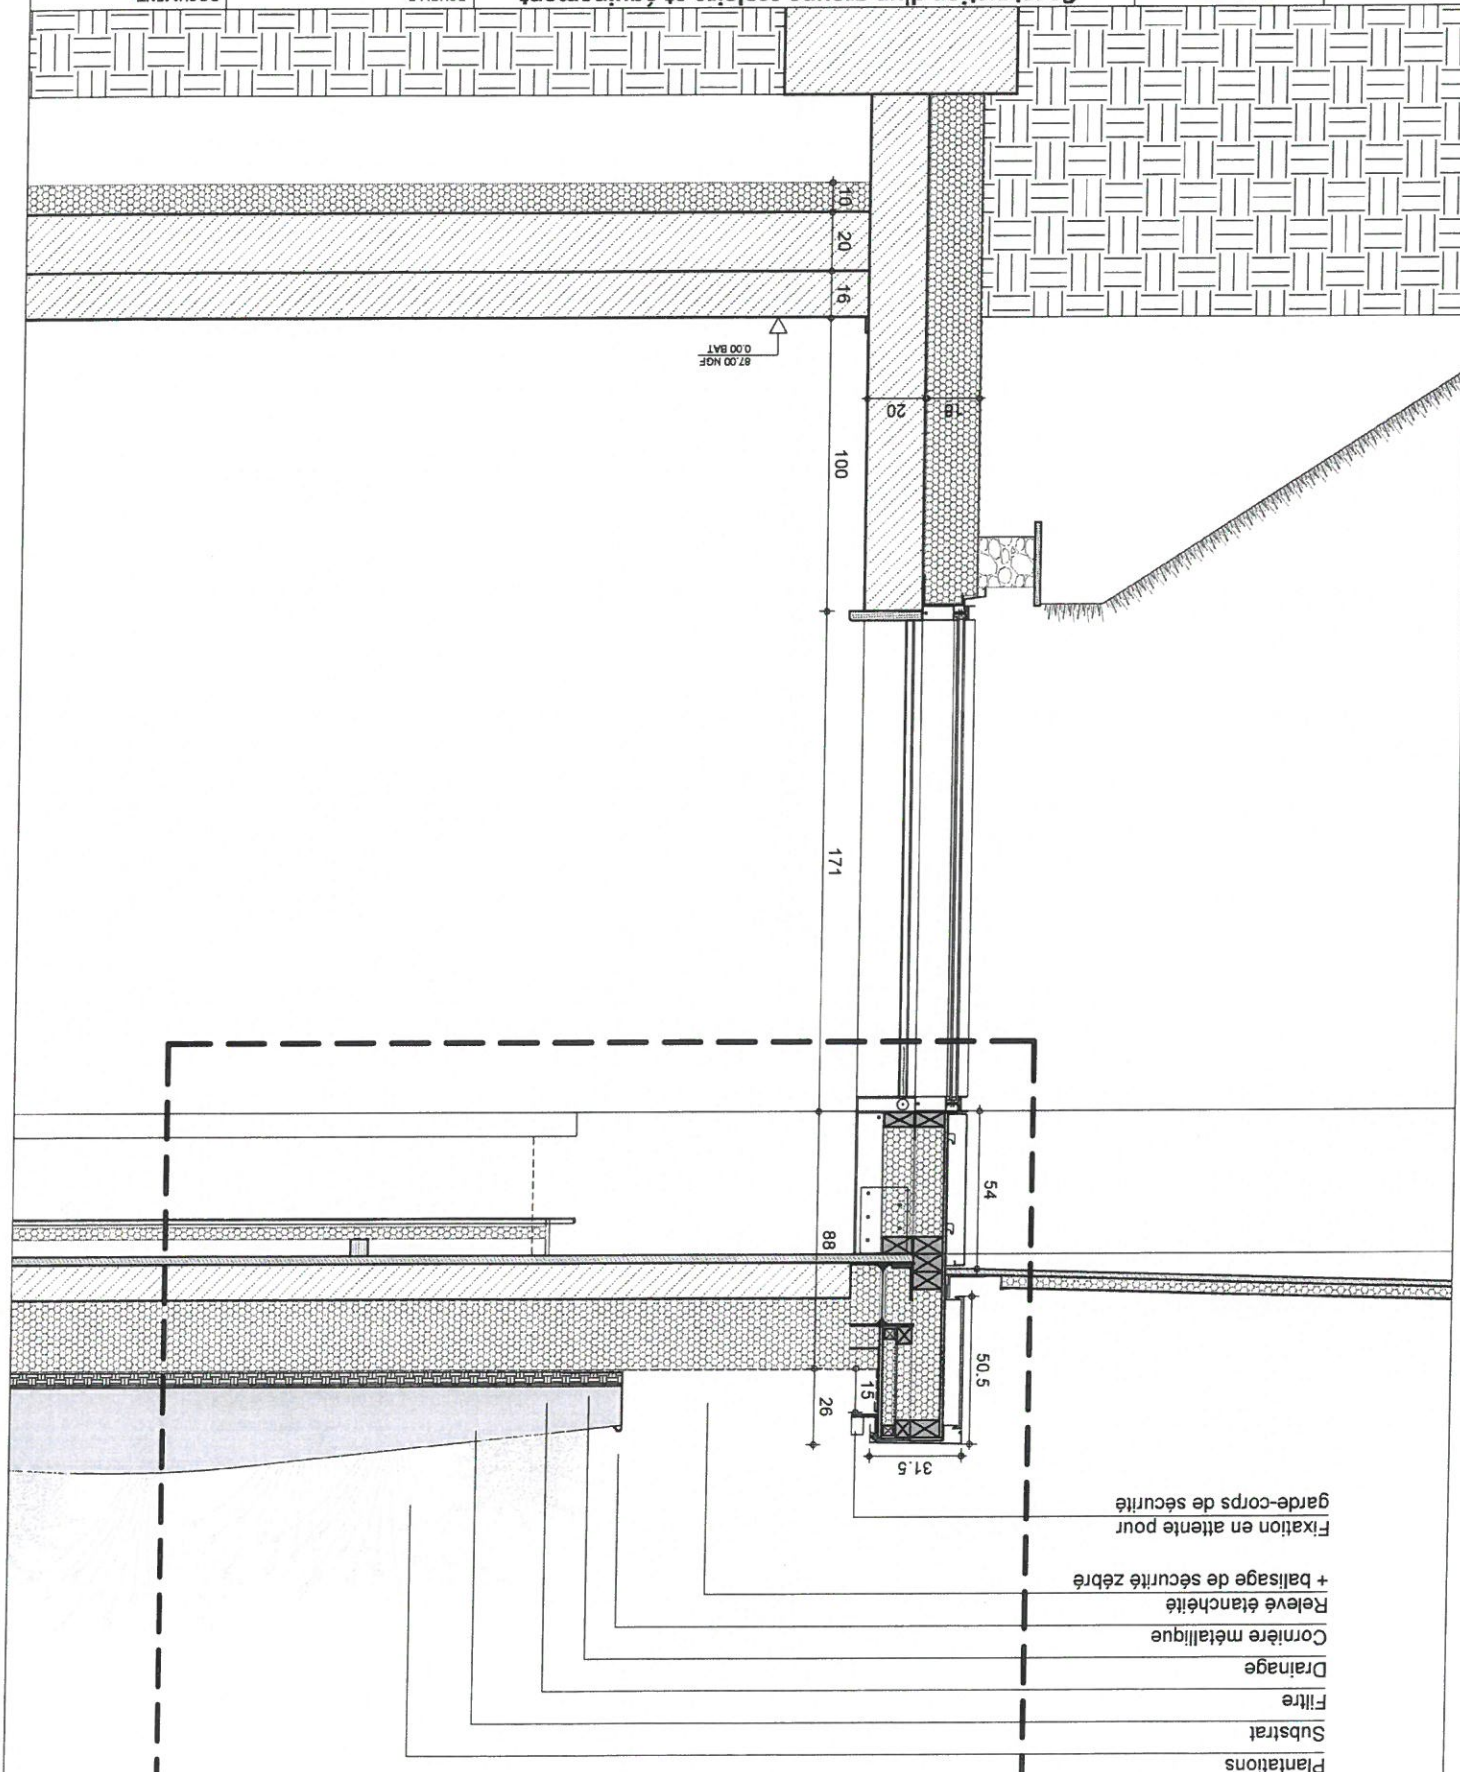 Plantations
Substrat
Filtre
Drainage
Cornière métallique
Relevé étanchéité
+ balisage de sécurité zébré
Fixation en attente pour
garde-corps de sécurité
31.5
26
15
50.5
88
54
171
100
20
18
87.00 NGF
0.00 BAT
16
20
10